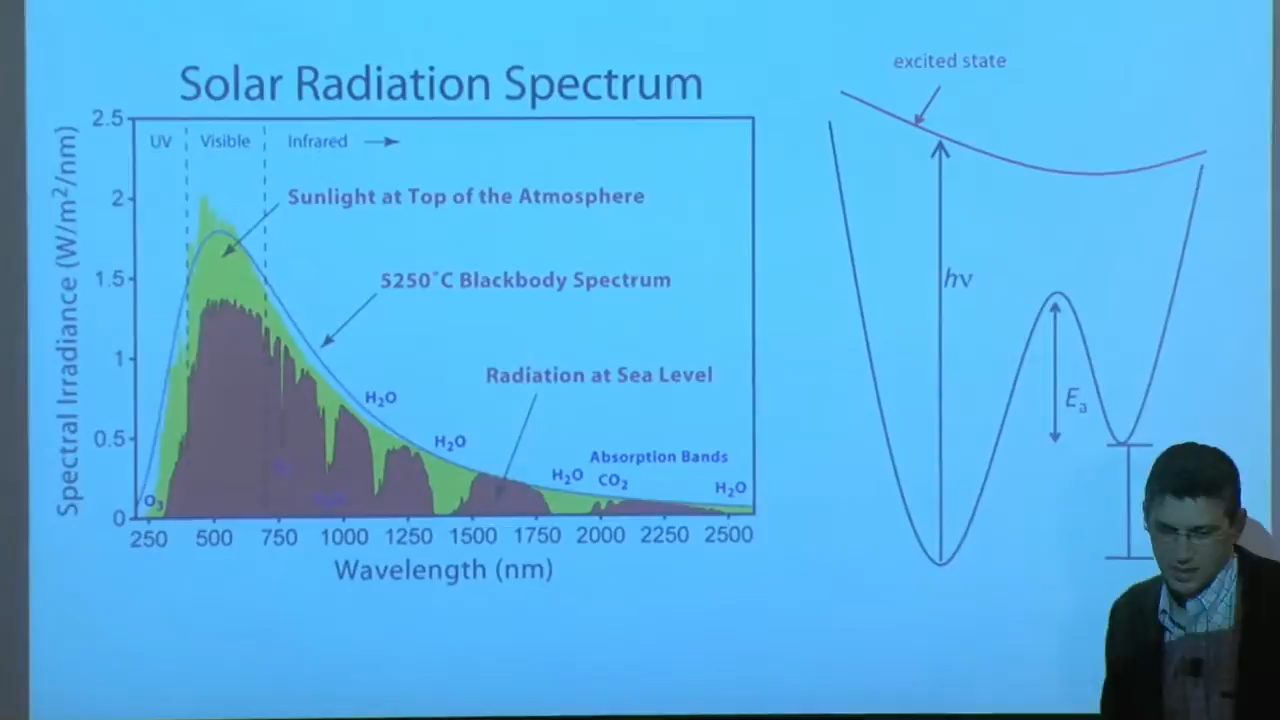 Solar Radiation Spectrum
UV Visible Infrared
Sunlight at Top of the Atmosphere
5250˚C Blackbody Spectrum
Radiation at Sea Level
H₂O
H₂O
Absorption Bands
H₂O CO₂ H₂O
O₃
Spectral Irradiance (W/m²/nm)
2.5
2
1.5
1
0.5
0
250 500 750 1000 1250 1500 1750 2000 2250 2500
Wavelength (nm)
excited state
hν
Eₐ